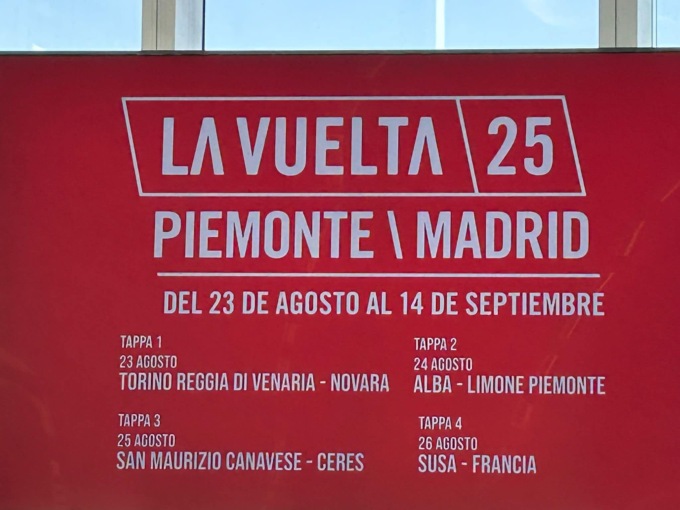 LA VUELTA 25
PIEMONTE \ MADRID
DEL 23 DE AGOSTO AL 14 DE SEPTIEMBRE
TAPPA 1
23 AGOSTO
TORINO REGGIA DI VENARIA - NOVARA
TAPPA 2
24 AGOSTO
ALBA - LIMONE PIEMONTE
TAPPA 3
25 AGOSTO
SAN MAURIZIO CANAVESE - CERES
TAPPA 4
26 AGOSTO
SUSA - FRANCIA